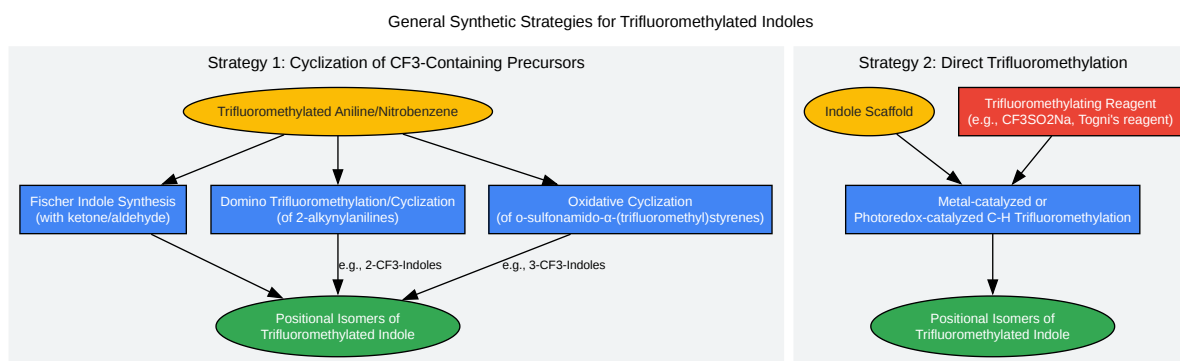 General Synthetic Strategies for Trifluoromethylated Indoles
Strategy 1: Cyclization of CF3-Containing Precursors
Trifluoromethylated Aniline/Nitrobenzene
Fischer Indole Synthesis
(with ketone/aldehyde)
Domino Trifluoromethylation/Cyclization
(of 2-alkynylanilines)
Oxidative Cyclization
(of o-sulfonamido-α-(trifluoromethyl)styrenes)
e.g., 2-CF3-Indoles
e.g., 3-CF3-Indoles
Positional Isomers of
Trifluoromethylated Indole
Strategy 2: Direct Trifluoromethylation
Indole Scaffold
Trifluoromethylating Reagent
(e.g., CF3SO2Na, Togni's reagent)
Metal-catalyzed or
Photoredox-catalyzed C-H Trifluoromethylation
Positional Isomers of
Trifluoromethylated Indole